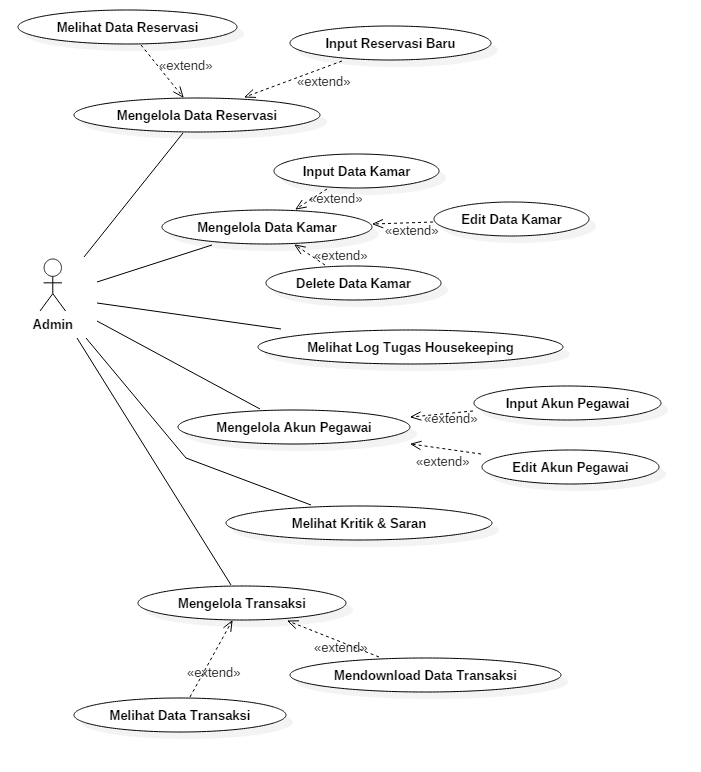 Melihat Data Reservasi
Input Reservasi Baru
«extend»
«extend»
Mengelola Data Reservasi
Input Data Kamar
«extend»
Mengelola Data Kamar
Edit Data Kamar
«extend»
«extend»
Delete Data Kamar
Admin
Melihat Log Tugas Housekeeping
Input Akun Pegawai
«extend»
Mengelola Akun Pegawai
«extend»
Edit Akun Pegawai
Melihat Kritik & Saran
Mengelola Transaksi
«extend»
«extend»
Mendownload Data Transaksi
Melihat Data Transaksi